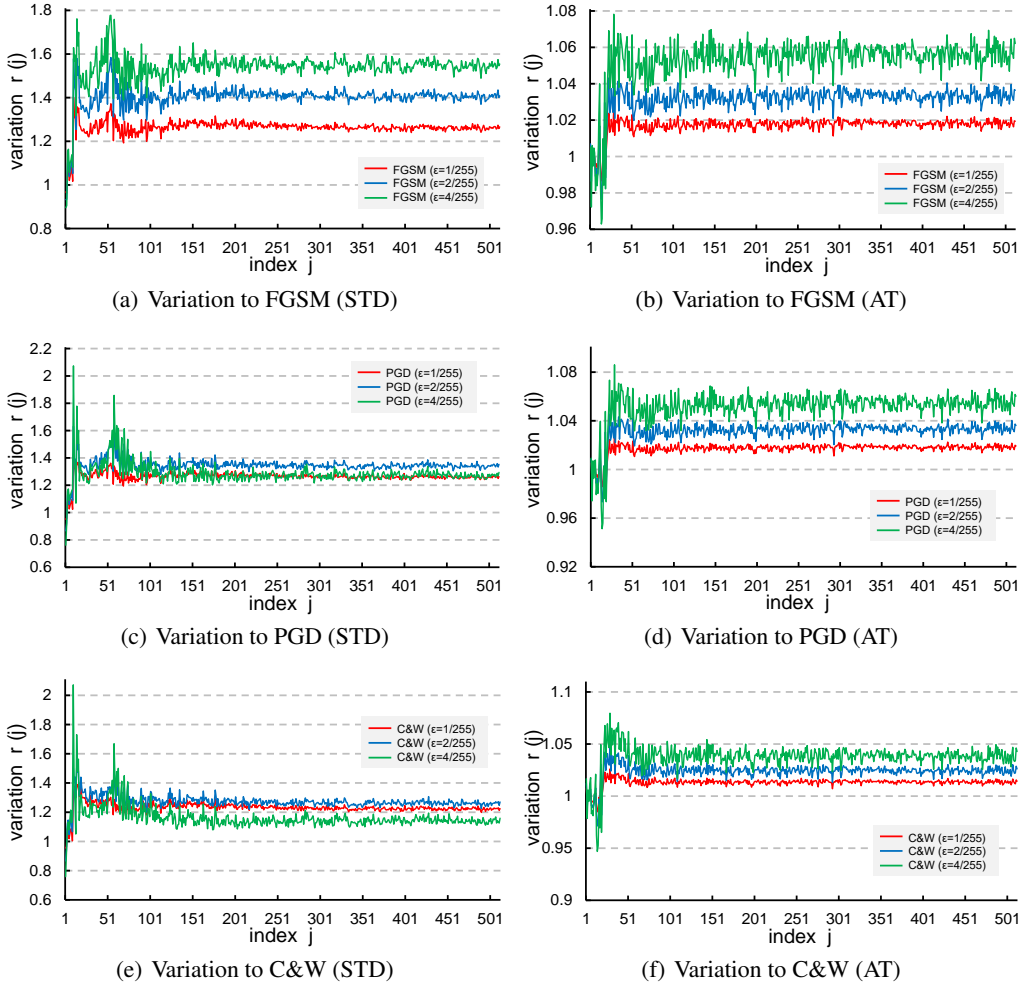 variation r (j)
1.8
1.6
1.4
1.2
1
0.8
FGSM (ε=1/255)
FGSM (ε=2/255)
FGSM (ε=4/255)
1 51 101 151 201 251 301 351 401 451 501
index j
(a) Variation to FGSM (STD)
variation r (j)
1.08
1.06
1.04
1.02
1
0.98
0.96
FGSM (ε=1/255)
FGSM (ε=2/255)
FGSM (ε=4/255)
1 51 101 151 201 251 301 351 401 451 501
index j
(b) Variation to FGSM (AT)
variation r (j)
2.2
2
1.8
1.6
1.4
1.2
1
0.8
0.6
PGD (ε=1/255)
PGD (ε=2/255)
PGD (ε=4/255)
1 51 101 151 201 251 301 351 401 451 501
index j
(c) Variation to PGD (STD)
variation r (j)
1.08
1.04
1
0.96
0.92
PGD (ε=1/255)
PGD (ε=2/255)
PGD (ε=4/255)
1 51 101 151 201 251 301 351 401 451 501
index j
(d) Variation to PGD (AT)
variation r (j)
2
1.8
1.6
1.4
1.2
1
0.8
0.6
C&W (ε=1/255)
C&W (ε=2/255)
C&W (ε=4/255)
1 51 101 151 201 251 301 351 401 451 501
index j
(e) Variation to C&W (STD)
variation r (j)
1.1
1.05
1
0.95
0.9
C&W (ε=1/255)
C&W (ε=2/255)
C&W (ε=4/255)
1 51 101 151 201 251 301 351 401 451 501
index j
(f) Variation to C&W (AT)